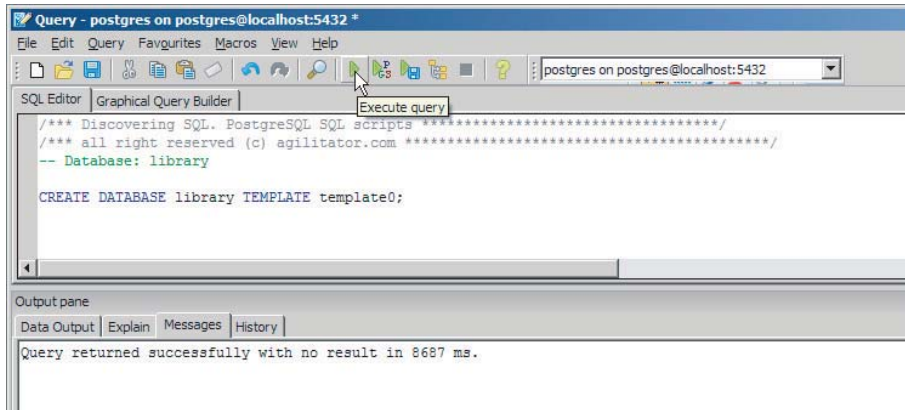 Query - postgres on postgres@localhost:5432 *
File Edit Query Favourites Macros View Help
postgres on postgres@localhost:5432
SQL Editor Graphical Query Builder
Execute query
/*** Discovering SQL. PostgreSQL SQL scripts *************************************/
/*** all right reserved (c) agilitator.com *******************************************/
-- Database: library
CREATE DATABASE library TEMPLATE template0;
Output pane
Data Output Explain Messages History
Query returned successfully with no result in 8687 ms.